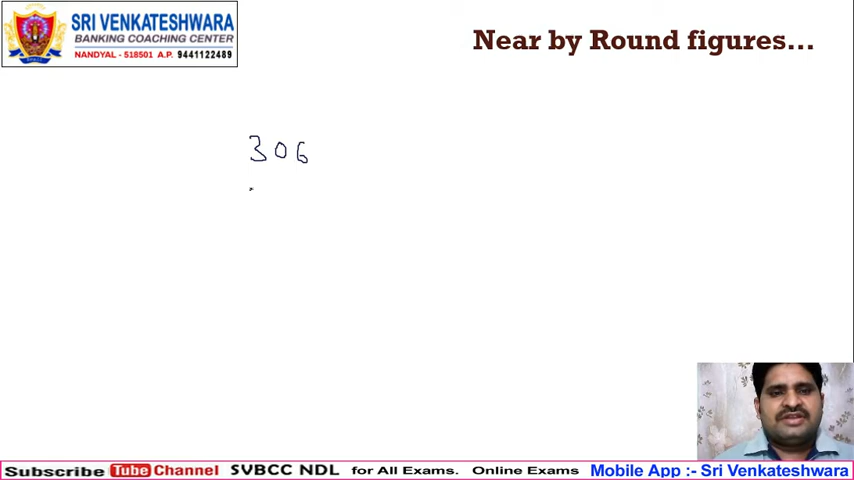 SRI VENKATESHWARA
BANKING COACHING CENTER
NANDYAL - 518501 A.P. 9441122489
Near by Round figures...
306
Subscribe YouTube Channel SVBCC NDL for All Exams. Online Exams Mobile App :- Sri Venkateshwara